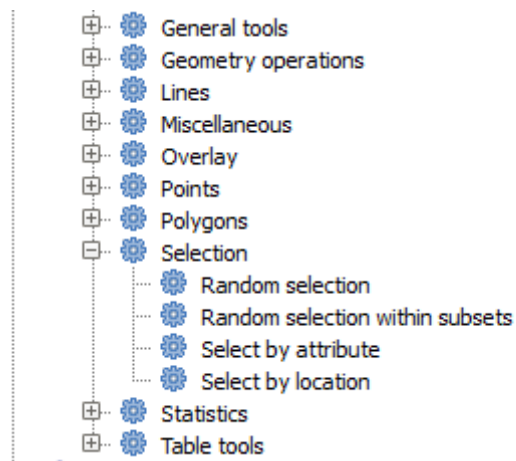 General tools
Geometry operations
Lines
Miscellaneous
Overlay
Points
Polygons
Selection
Random selection
Random selection within subsets
Select by attribute
Select by location
Statistics
Table tools